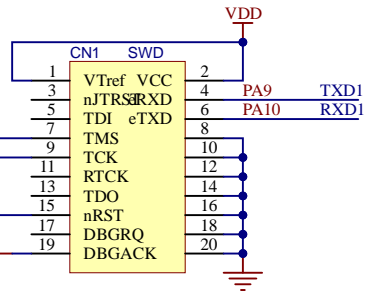 VDD
CN1 SWD
1 VTref VCC 2
3 nJTRST eRXD 4 PA9 TXD1
5 TDI eTXD 6 PA10 RXD1
7 TMS 8
9 TCK 10
11 RTCK 12
13 TDO 14
15 nRST 16
17 DBGRQ 18
19 DBGACK 20